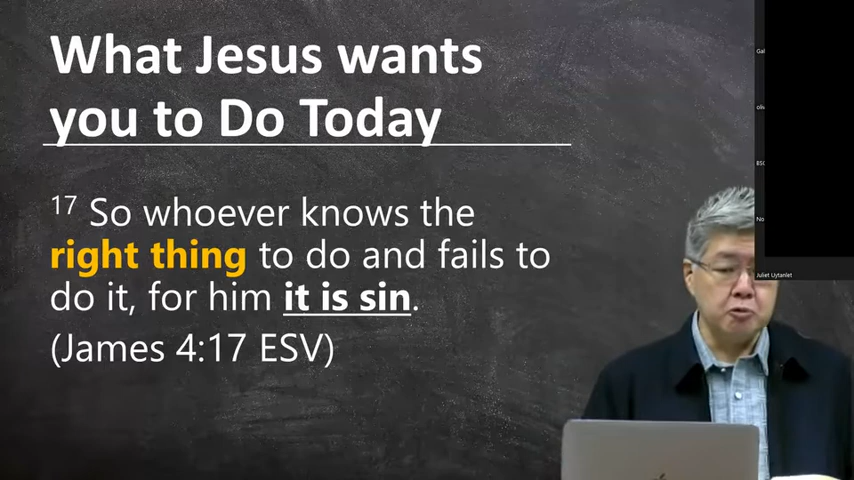 What Jesus wants
you to Do Today
17 So whoever knows the
right thing to do and fails to
do it, for him it is sin.
(James 4:17 ESV)
Juliet Uytanlet